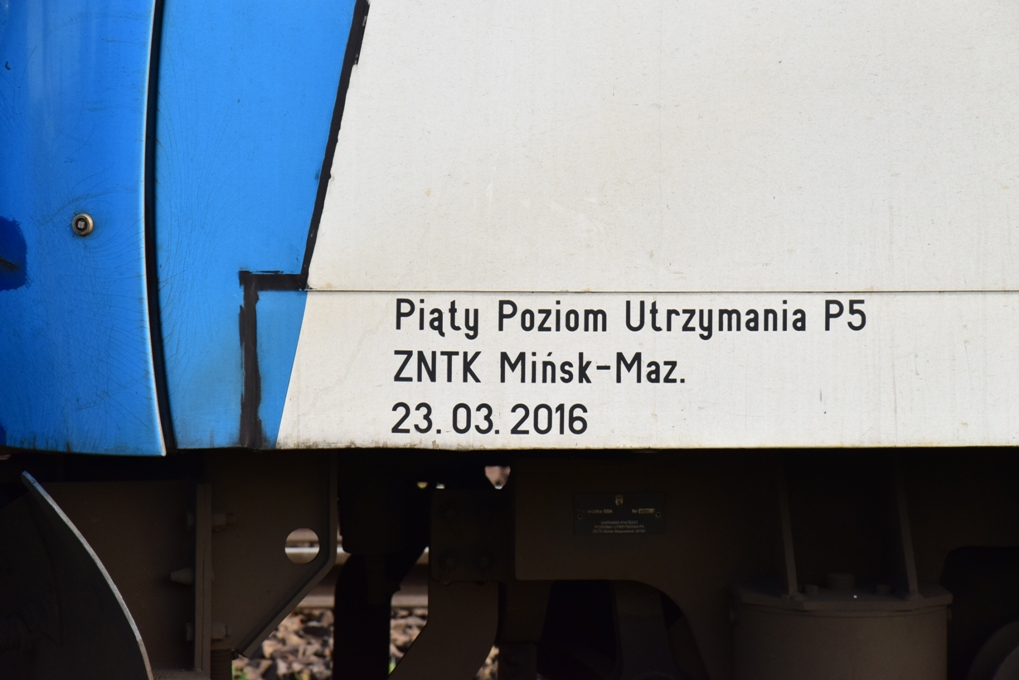 Piąty Poziom Utrzymania P5
ZNTK Mińsk-Maz.
23.03.2016